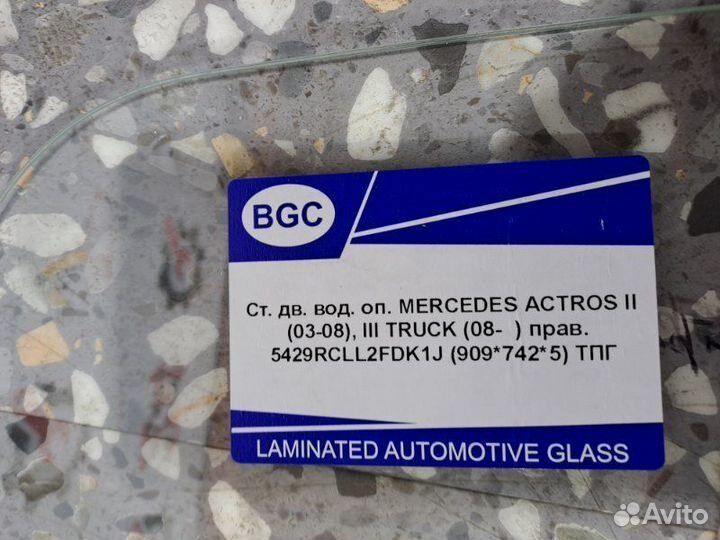 BGC
Ст. дв. вод. оп. MERCEDES ACTROS II
(03-08), III TRUCK (08- ) прав.
5429RCLL2FDK1J (909*742*5) ТПГ
LAMINATED AUTOMOTIVE GLASS
Avito